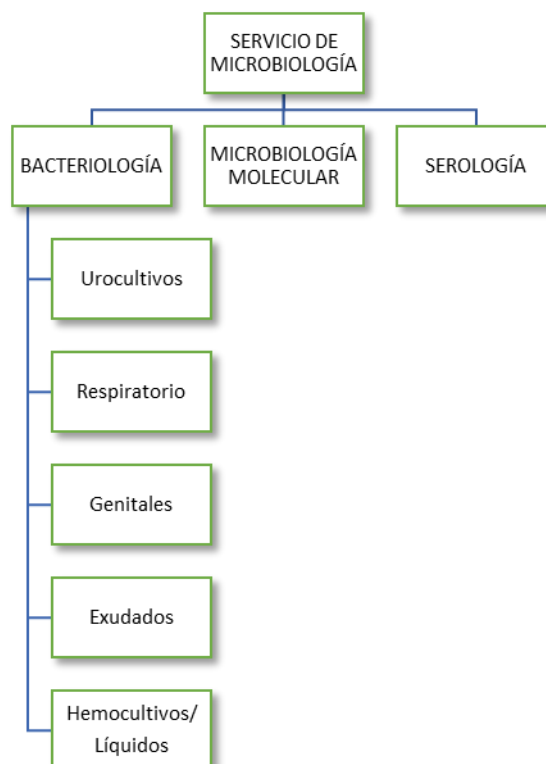 SERVICIO DE
MICROBIOLOGÍA
BACTERIOLOGÍA
MICROBIOLOGÍA
MOLECULAR
SEROLOGÍA
Urocultivos
Respiratorio
Genitales
Exudados
Hemocultivos/
Líquidos